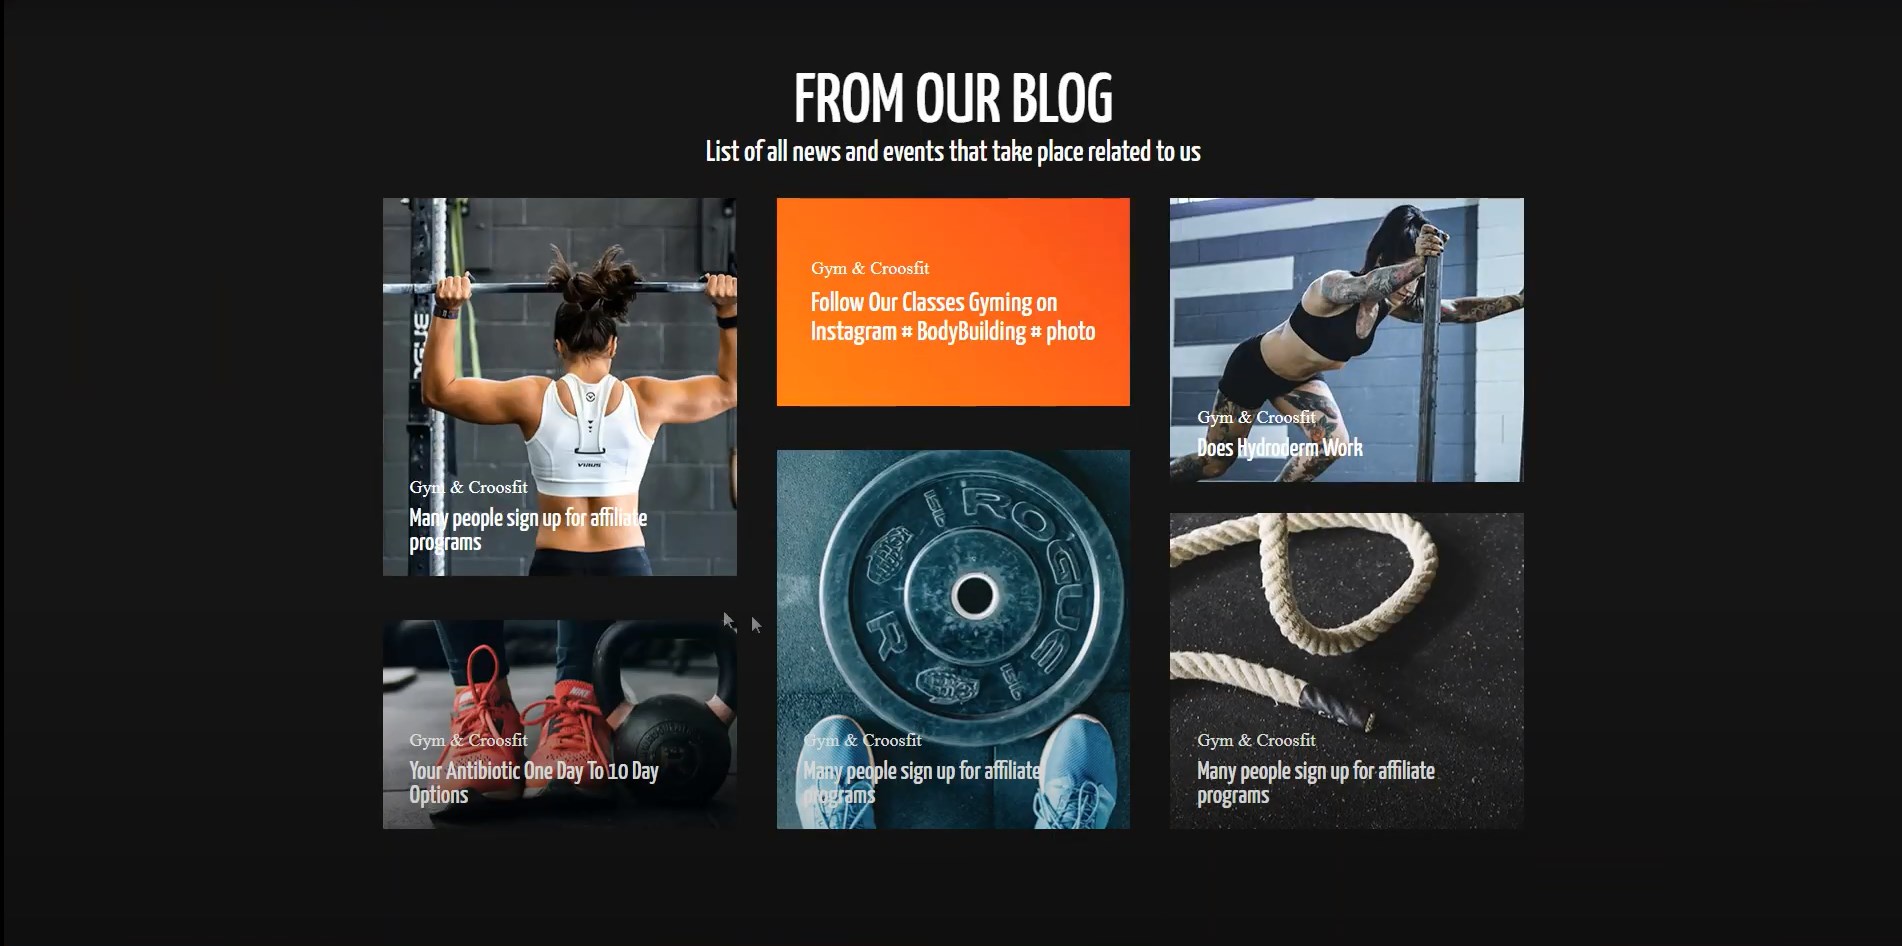 FROM OUR BLOG
List of all news and events that take place related to us
Gym & Croosfit
Many people sign up for affiliate
programs
VIRUS
Gym & Croosfit
Follow Our Classes Gyming on
Instagram # BodyBuilding # photo
Gym & Croosfit
Does Hydroderm Work
NIKE
Gym & Croosfit
Your Antibiotic One Day To 10 Day
Options
ROGUE
R
Gym & Croosfit
Many people sign up for affiliate
programs
Gym & Croosfit
Many people sign up for affiliate
programs